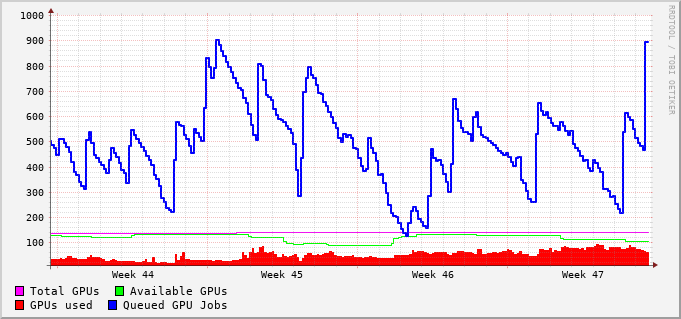 1000
900
800
700
600
500
400
300
200
100
Week 44 Week 45 Week 46 Week 47
Total GPUs Available GPUs
GPUs used Queued GPU Jobs
RRDTOOL / TOBI OETIKER